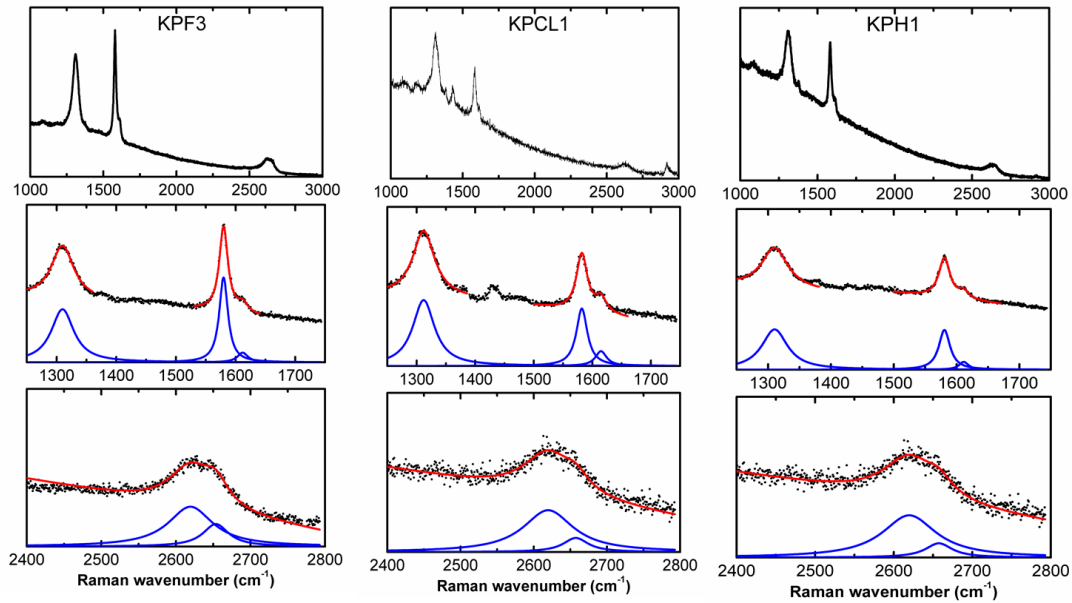 KPF3 KPCL1 KPH1
1000 1500 2000 2500 3000 1000 1500 2000 2500 3000 1000 1500 2000 2500 3000
1300 1400 1500 1600 1700 1300 1400 1500 1600 1700 1300 1400 1500 1600 1700
2400 2500 2600 2700 2800 2400 2500 2600 2700 2800 2400 2500 2600 2700 2800
Raman wavenumber (cm-1) Raman wavenumber (cm-1) Raman wavenumber (cm-1)